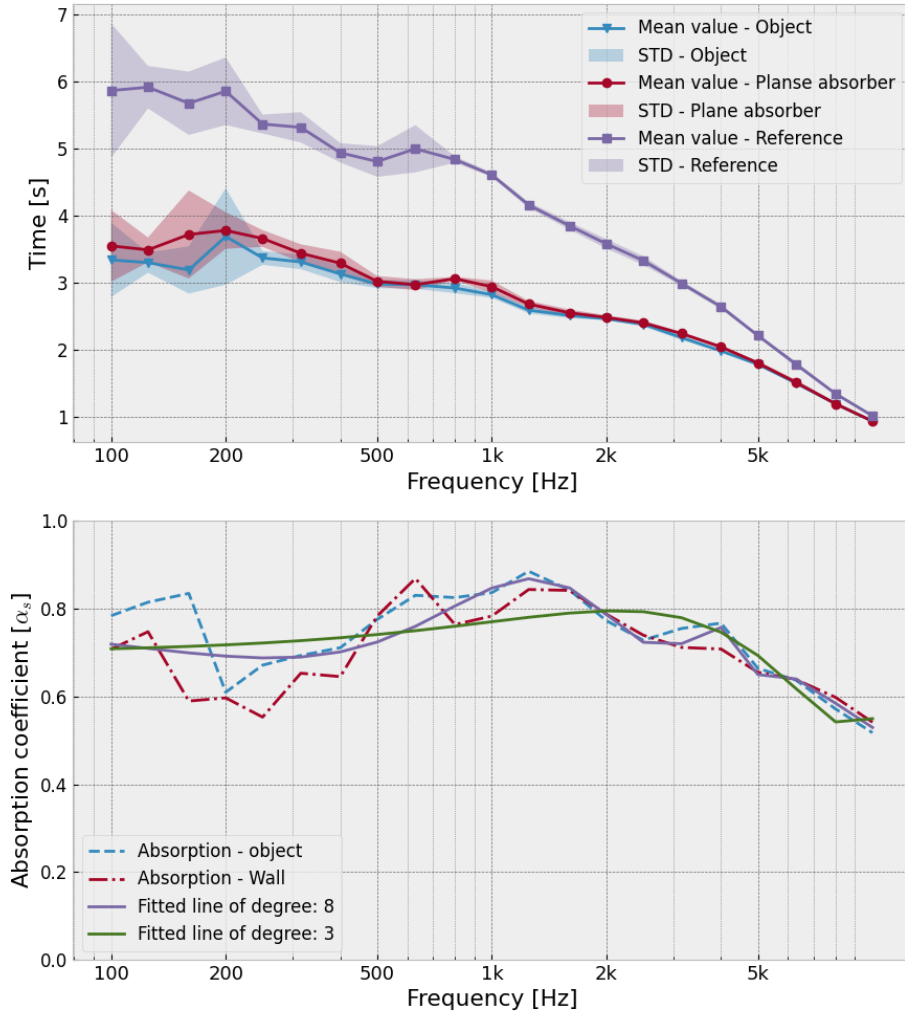 7
6
5
4
3
2
1
Time [s]
Mean value - Object
STD - Object
Mean value - Planse absorber
STD - Plane absorber
Mean value - Reference
STD - Reference
100 200 500 1k 2k 5k
Frequency [Hz]
1.0
0.8
0.6
0.4
0.2
0.0
Absorption coefficient [αs]
Absorption - object
Absorption - Wall
Fitted line of degree: 8
Fitted line of degree: 3
100 200 500 1k 2k 5k
Frequency [Hz]